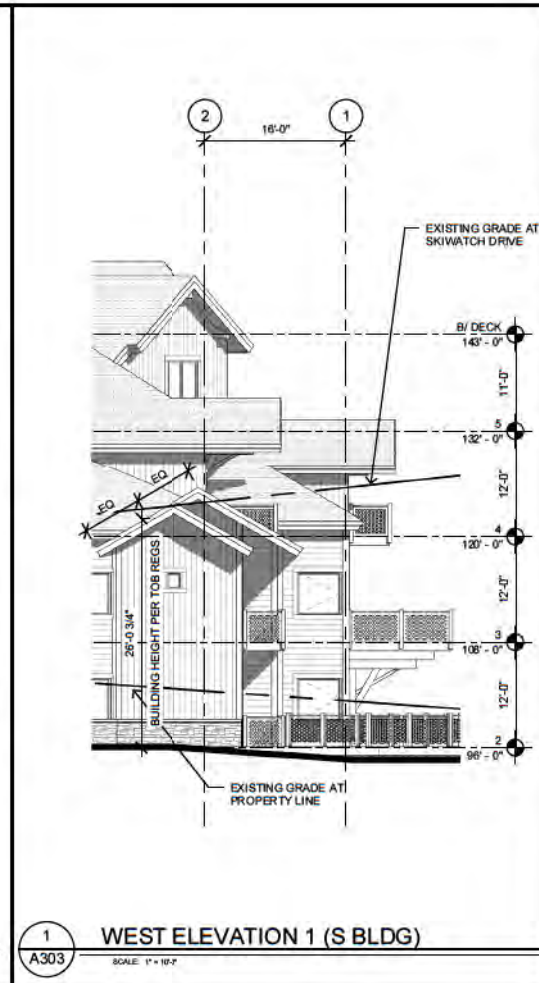 2
1
16'-0"
EXISTING GRADE AT
SKIWATCH DRIVE
B/ DECK
143' - 0"
11'-0"
5
132' - 0"
EQ
EQ
12'-0"
4
120' - 0"
26'-0 3/4"
BUILDING HEIGHT PER TOB REGS
12'-0"
3
108' - 0"
12'-0"
2
96' - 0"
EXISTING GRADE AT
PROPERTY LINE
1
A303
WEST ELEVATION 1 (S BLDG)
SCALE: